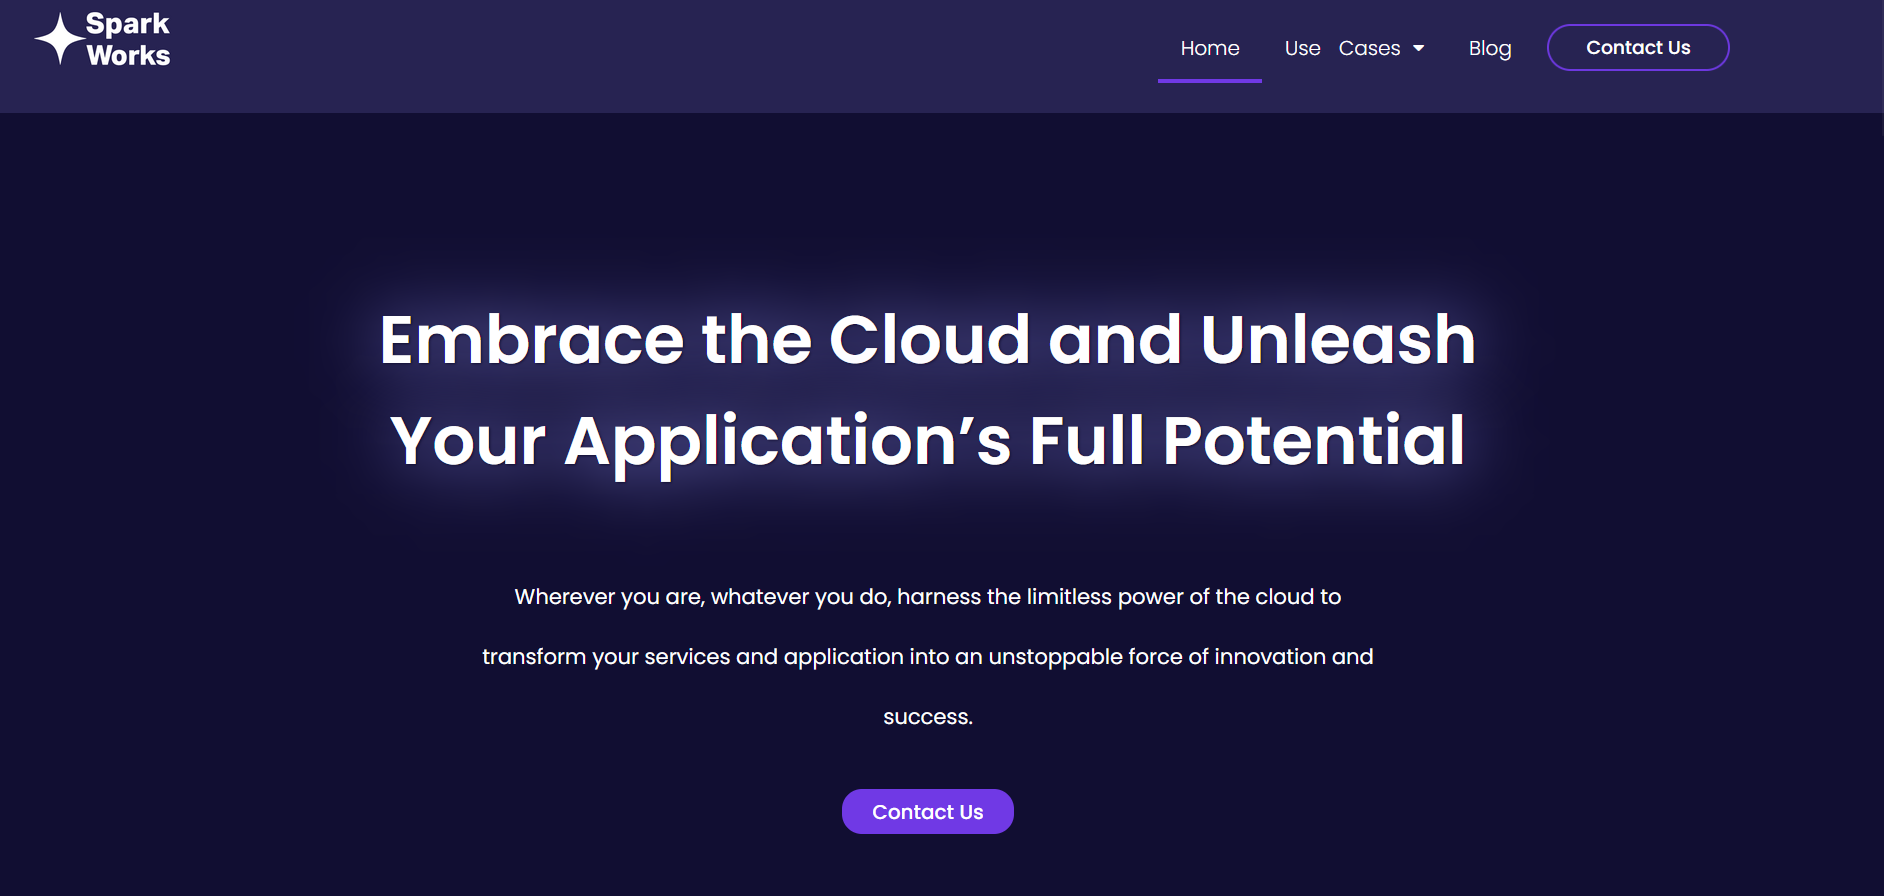 Spark
Works
Home
Use Cases
Blog
Contact Us
Embrace the Cloud and Unleash
Your Application’s Full Potential
Wherever you are, whatever you do, harness the limitless power of the cloud to
transform your services and application into an unstoppable force of innovation and
success.
Contact Us